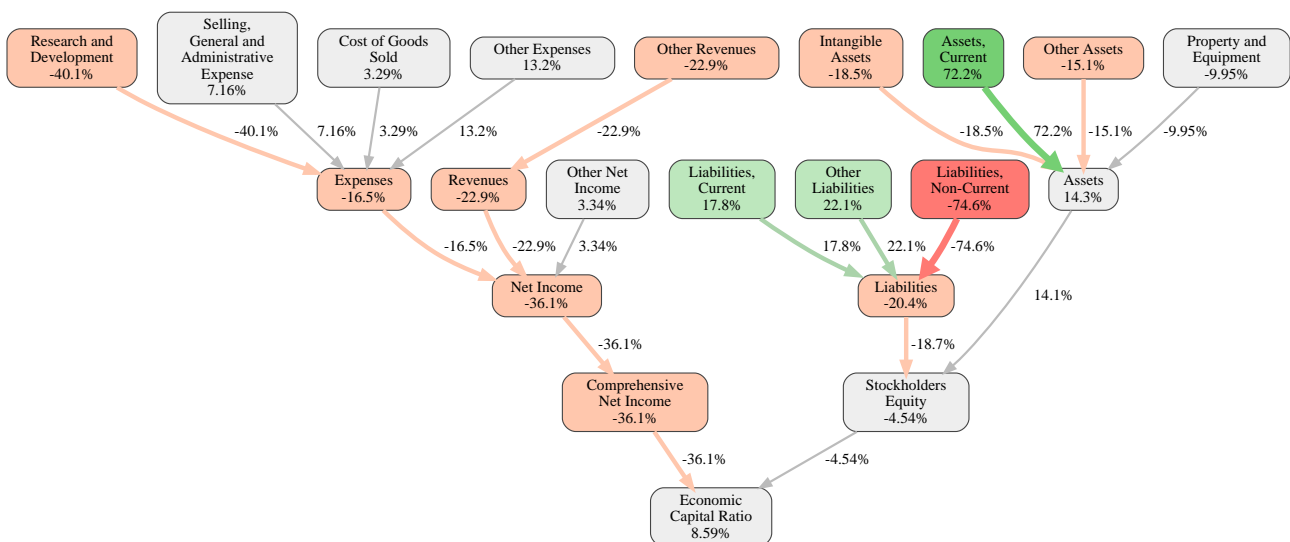 Research and
Development
-40.1%
Selling,
General and
Administrative
Expense
7.16%
Cost of Goods
Sold
3.29%
Other Expenses
13.2%
Other Revenues
-22.9%
Intangible
Assets
-18.5%
Assets,
Current
72.2%
Other Assets
-15.1%
Property and
Equipment
-9.95%
-40.1%
7.16%
3.29%
13.2%
-22.9%
-18.5%
72.2%
-15.1%
-9.95%
Expenses
-16.5%
Revenues
-22.9%
Other Net
Income
3.34%
Liabilities,
Current
17.8%
Other
Liabilities
22.1%
Liabilities,
Non-Current
-74.6%
Assets
14.3%
-16.5%
-22.9%
3.34%
17.8%
22.1%
-74.6%
Net Income
-36.1%
Liabilities
-20.4%
14.1%
-36.1%
-18.7%
Comprehensive
Net Income
-36.1%
Stockholders
Equity
-4.54%
-36.1%
-4.54%
Economic
Capital Ratio
8.59%